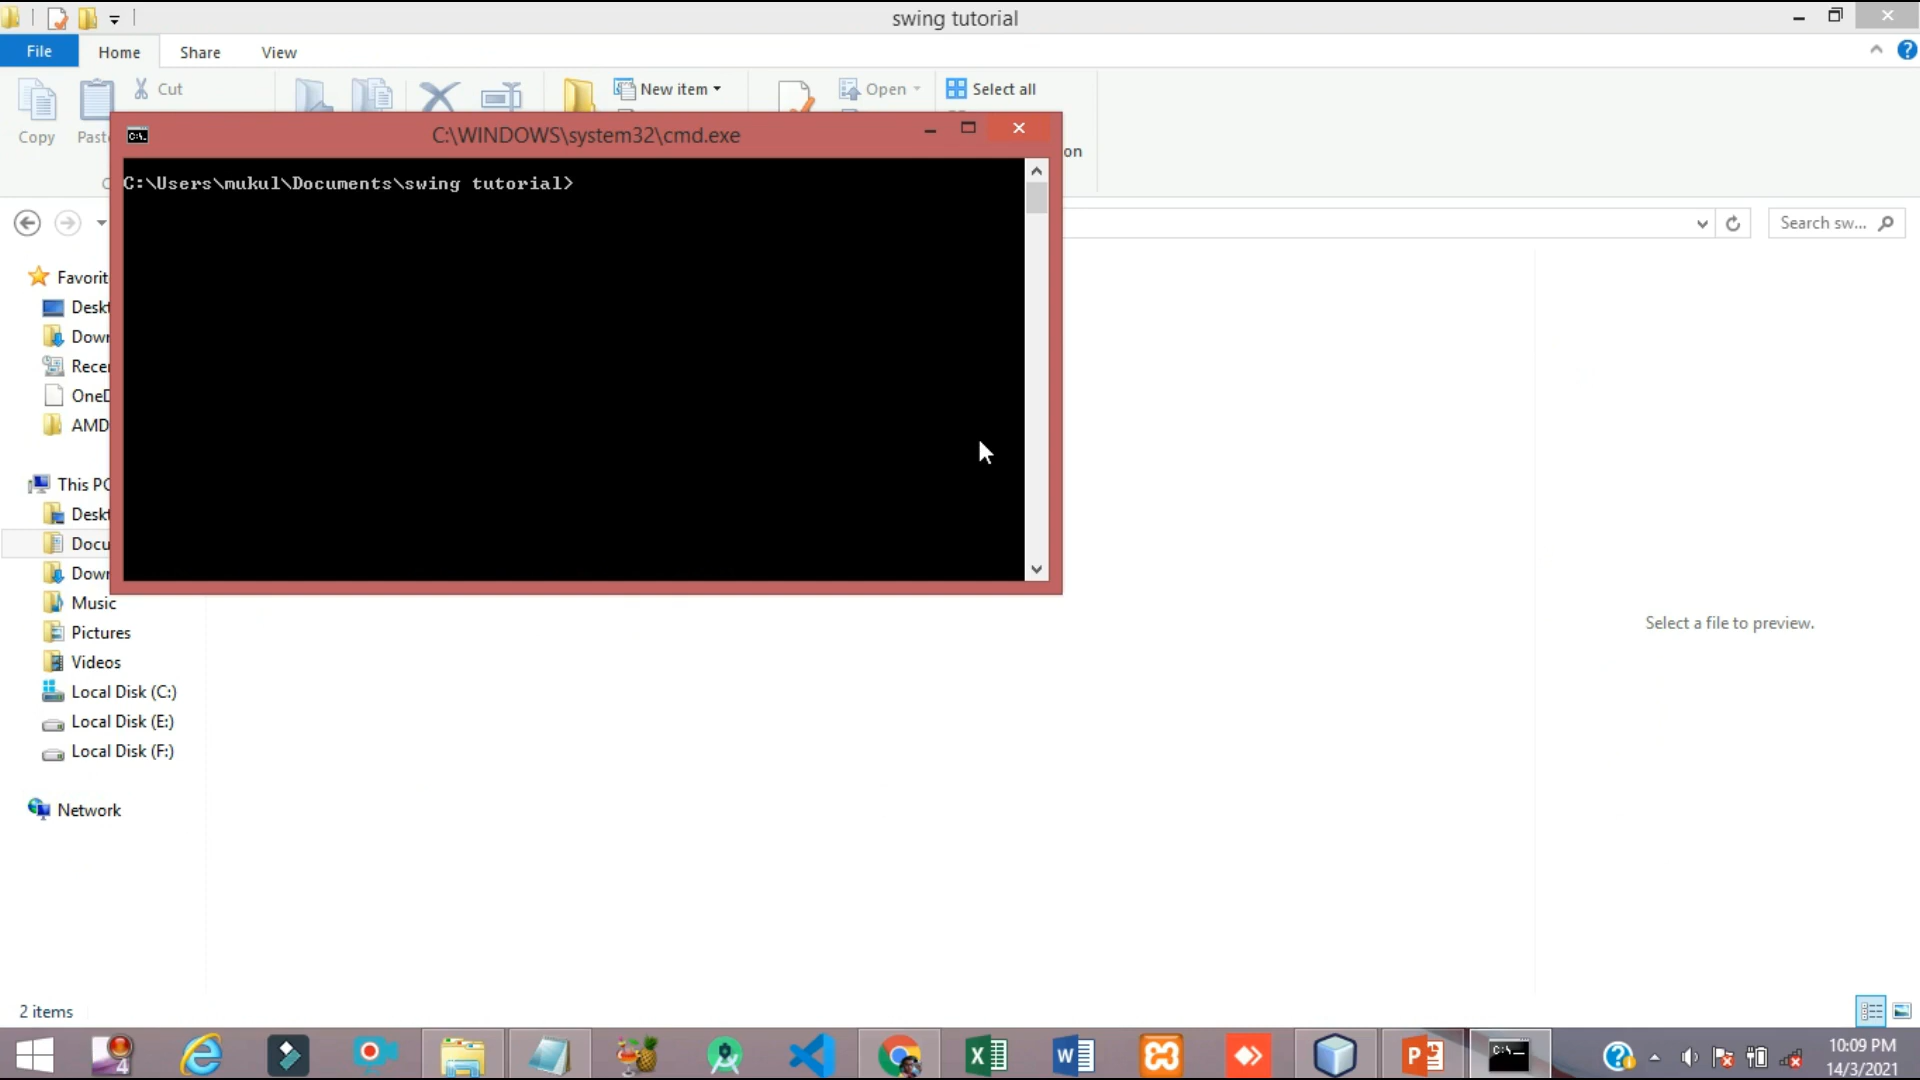 swing tutorial
File Home Share View
Cut
New item
Open
Select all
Copy
C:\WINDOWS\system32\cmd.exe
C:\Users\mukul\Documents\swing tutorial>
Search sw...
This PC
AMD
Music
Pictures
Videos
Local Disk (C:)
Local Disk (E:)
Local Disk (F:)
Network
Select a file to preview.
2 items
10:09 PM
14/3/2021